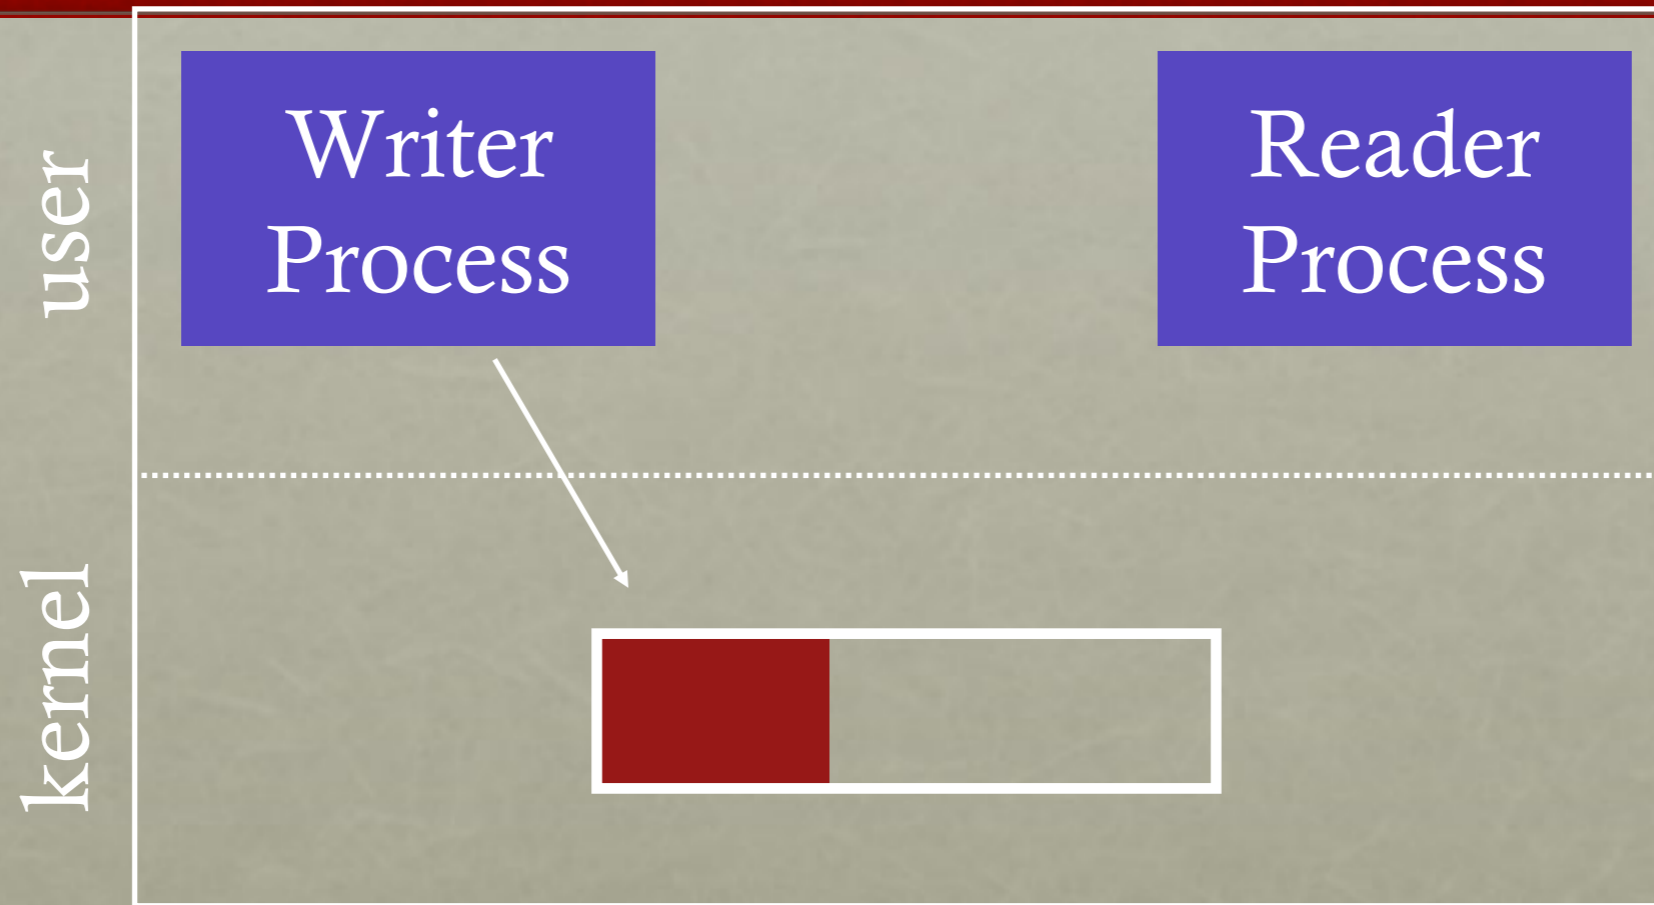 user
Writer
Process
Reader
Process
kernel